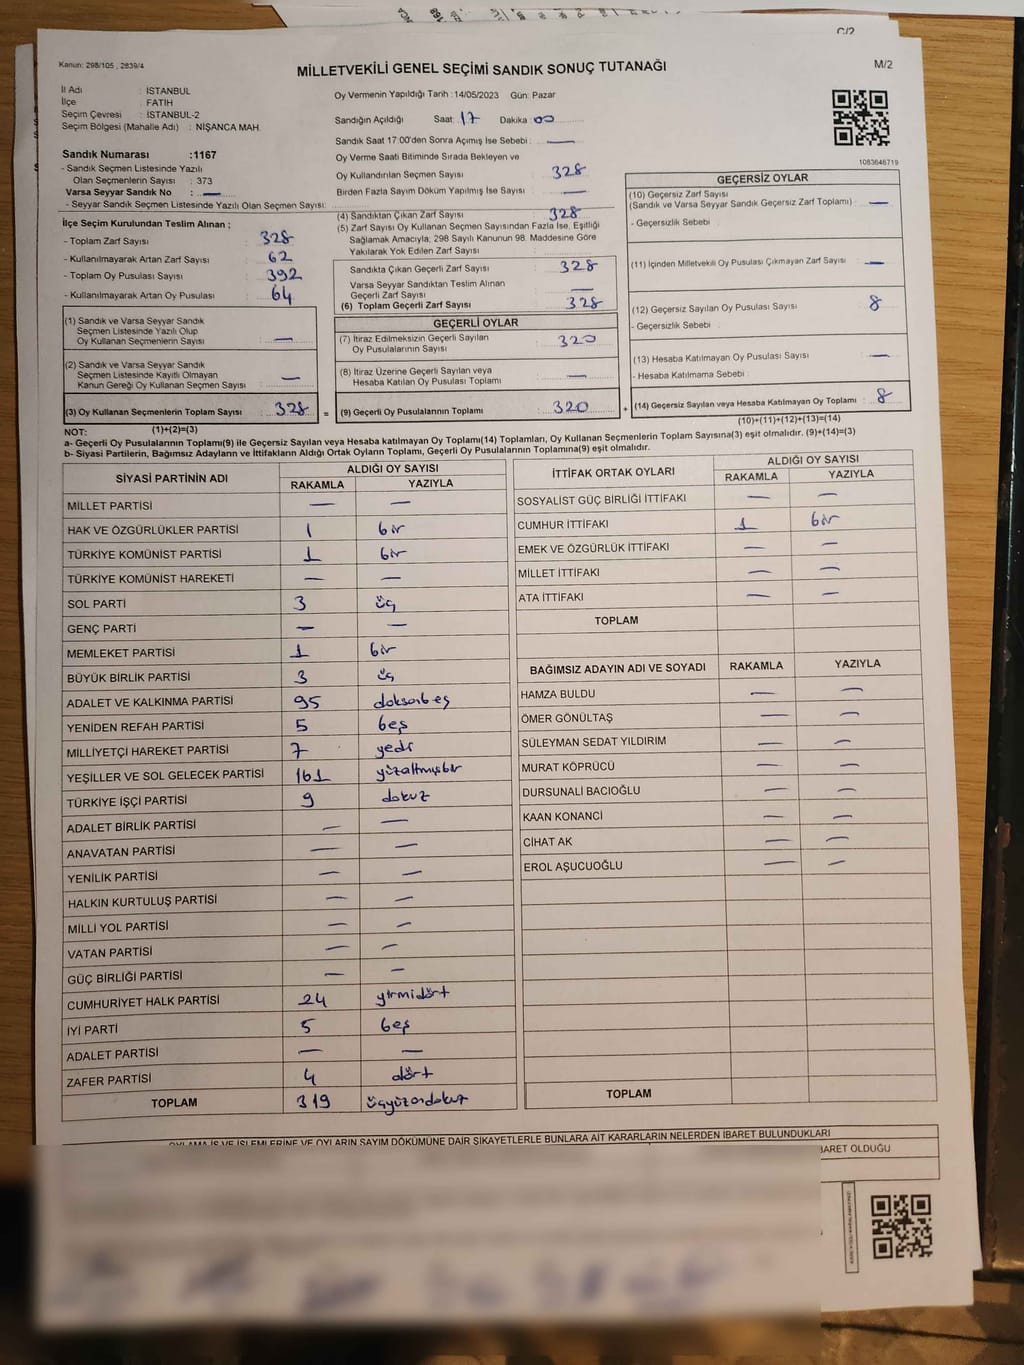 C/2
Kanun: 298/105 , 2839/4
MİLLETVEKİLİ GENEL SEÇİMİ SANDIK SONUÇ TUTANAĞI
M/2
İl Adı : İSTANBUL
İlçe : FATİH
Seçim Çevresi : İSTANBUL-2
Seçim Bölgesi (Mahalle Adı) : NİŞANCA MAH.
Sandık Numarası :1167
- Sandık Seçmen Listesinde Yazılı
Olan Seçmenlerin Sayısı : 373
Varsa Seyyar Sandık No : —
- Seyyar Sandık Seçmen Listesinde Yazılı Olan Seçmen Sayısı:
Oy Vermenin Yapıldığı Tarih :14/05/2023 Gün: Pazar
Sandığın Açıldığı Saat: 17 Dakika: 00
Sandık Saat 17:00'den Sonra Açımış İse Sebebi : —
Oy Verme Saati Bitiminde Sırada Bekleyen ve
Oy Kullandırılan Seçmen Sayısı : 328
Birden Fazla Sayım Döküm Yapılmış İse Sayısı : —
1083646719
İlçe Seçim Kurulundan Teslim Alınan ;
- Toplam Zarf Sayısı : 328
- Kullanılmayarak Artan Zarf Sayısı : 62
- Toplam Oy Pusulası Sayısı : 392
- Kullanılmayarak Artan Oy Pusulası : 64
(1) Sandık ve Varsa Seyyar Sandık
Seçmen Listesinde Yazılı Olup
Oy Kullanan Seçmenlerin Sayısı : —
(2) Sandık ve Varsa Seyyar Sandık
Seçmen Listesinde Kayıtlı Olmayan
Kanun Gereği Oy Kullanan Seçmen Sayısı : —
(3) Oy Kullanan Seçmenlerin Toplam Sayısı : 328 =
(1)+(2)=(3)
(4) Sandıktan Çıkan Zarf Sayısı : 328
(5) Zarf Sayısı Oy Kullanan Seçmen Sayısından Fazla İse, Eşitliği
Sağlamak Amacıyla; 298 Sayılı Kanunun 98. Maddesine Göre
Yakılarak Yok Edilen Zarf Sayısı :
Sandıkta Çıkan Geçerli Zarf Sayısı : 328
Varsa Seyyar Sandıktan Teslim Alınan
Geçerli Zarf Sayısı : —
(6) Toplam Geçerli Zarf Sayısı : 328
GEÇERLİ OYLAR
(7) İtiraz Edilmeksizin Geçerli Sayılan
Oy Pusulalarının Sayısı : 320
(8) İtiraz Üzerine Geçerli Sayılan veya
Hesaba Katılan Oy Pusulası Toplamı : —
(9) Geçerli Oy Pusulalarının Toplamı : 320 +
GEÇERSİZ OYLAR
(10) Geçersiz Zarf Sayısı
(Sandık ve Varsa Seyyar Sandık Geçersiz Zarf Toplamı) : —
- Geçersizlik Sebebi :
(11) İçinden Milletvekili Oy Pusulası Çıkmayan Zarf Sayısı : —
(12) Geçersiz Sayılan Oy Pusulası Sayısı : 8
- Geçersizlik Sebebi :
(13) Hesaba Katılmayan Oy Pusulası Sayısı : —
- Hesaba Katılmama Sebebi :
(14) Geçersiz Sayılan veya Hesaba Katılmayan Oy Toplamı : 8
(10)+(11)+(12)+(13)=(14)
NOT:
a- Geçerli Oy Pusulalarının Toplamı(9) ile Geçersiz Sayılan veya Hesaba katılmayan Oy Toplamı(14) Toplamları, Oy Kullanan Seçmenlerin Toplam Sayısına(3) eşit olmalıdır. (9)+(14)=(3)
b- Siyasi Partilerin, Bağımsız Adayların ve İttifakların Aldığı Oyların Toplamı, Geçerli Oy Pusulalarının Toplamına(9) eşit olmalıdır.
SİYASİ PARTİNİN ADI ALDIĞI OY SAYISI
RAKAMLA YAZIYLA
MİLLET PARTİSİ — —
HAK VE ÖZGÜRLÜKLER PARTİSİ 1 bir
TÜRKİYE KOMÜNİST PARTİSİ 1 bir
TÜRKİYE KOMÜNİST HAREKETİ — —
SOL PARTİ 3 üç
GENÇ PARTİ — —
MEMLEKET PARTİSİ 1 bir
BÜYÜK BİRLİK PARTİSİ 3 üç
ADALET VE KALKINMA PARTİSİ 95 doksanbeş
YENİDEN REFAH PARTİSİ 5 beş
MİLLİYETÇİ HAREKET PARTİSİ 7 yedi
YEŞİLLER VE SOL GELECEK PARTİSİ 161 yüzaltmışbir
TÜRKİYE İŞÇİ PARTİSİ 9 dokuz
ADALET BİRLİK PARTİSİ — —
ANAVATAN PARTİSİ — —
YENİLİK PARTİSİ — —
HALKIN KURTULUŞ PARTİSİ — —
MİLLİ YOL PARTİSİ — —
VATAN PARTİSİ — —
GÜÇ BİRLİĞİ PARTİSİ — —
CUMHURİYET HALK PARTİSİ 24 yirmidört
İYİ PARTİ 5 beş
ADALET PARTİSİ — —
ZAFER PARTİSİ 4 dört
TOPLAM 319 üçyüzondokuz
İTTİFAK ORTAK OYLARI ALDIĞI OY SAYISI
RAKAMLA YAZIYLA
SOSYALİST GÜÇ BİRLİĞİ İTTİFAKI — —
CUMHUR İTTİFAKI 1 bir
EMEK VE ÖZGÜRLÜK İTTİFAKI — —
MİLLET İTTİFAKI — —
ATA İTTİFAKI — —
TOPLAM
BAĞIMSIZ ADAYIN ADI VE SOYADI RAKAMLA YAZIYLA
HAMZA BULDU — —
ÖMER GÖNÜLTAŞ — —
SÜLEYMAN SEDAT YILDIRIM — —
MURAT KÖPRÜCÜ — —
DURSUNALİ BACIOĞLU — —
KAAN KONANCİ — —
CİHAT AK — —
EROL AŞUCUOĞLU — —
TOPLAM
OYLAMA İŞ VE İŞLEMLERİNE VE OYLARIN SAYIM DÖKÜMÜNE DAİR ŞİKAYETLERLE BUNLARA AİT KARARLARIN NELERDEN İBARET BULUNDUKLARI
İBARET OLDUĞU